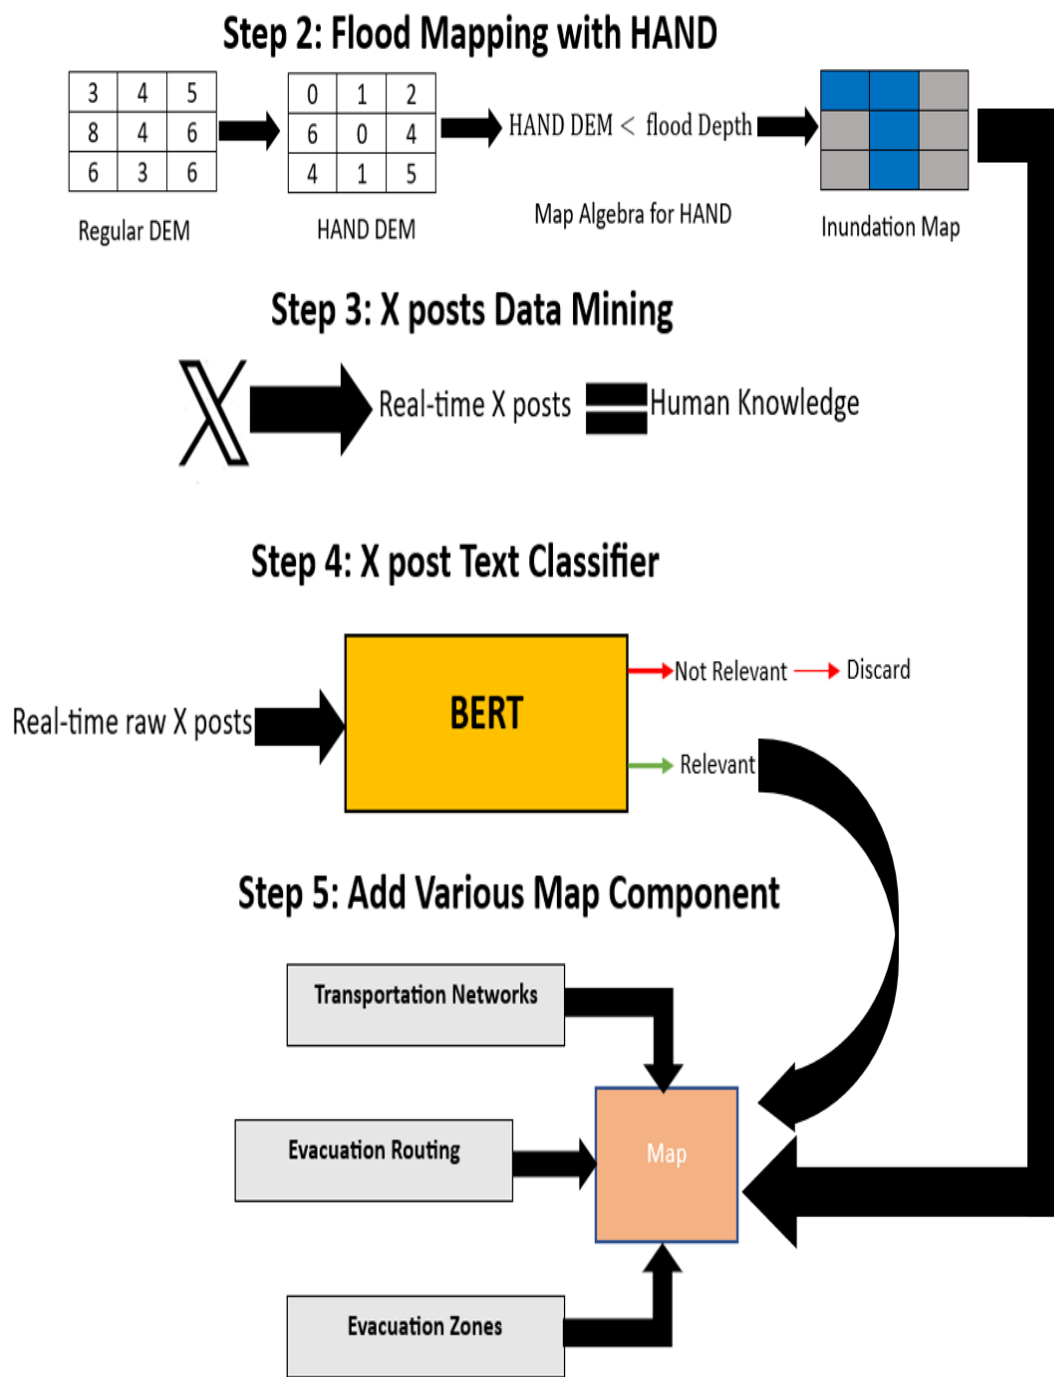 Step 2: Flood Mapping with HAND
3 4 5
8 4 6
6 3 6
Regular DEM
0 1 2
6 0 4
4 1 5
HAND DEM
HAND DEM < flood Depth
Map Algebra for HAND
Inundation Map
Step 3: X posts Data Mining
X
Real-time X posts
Human Knowledge
Step 4: X post Text Classifier
Real-time raw X posts
BERT
Not Relevant
Discard
Relevant
Step 5: Add Various Map Component
Transportation Networks
Evacuation Routing
Map
Evacuation Zones